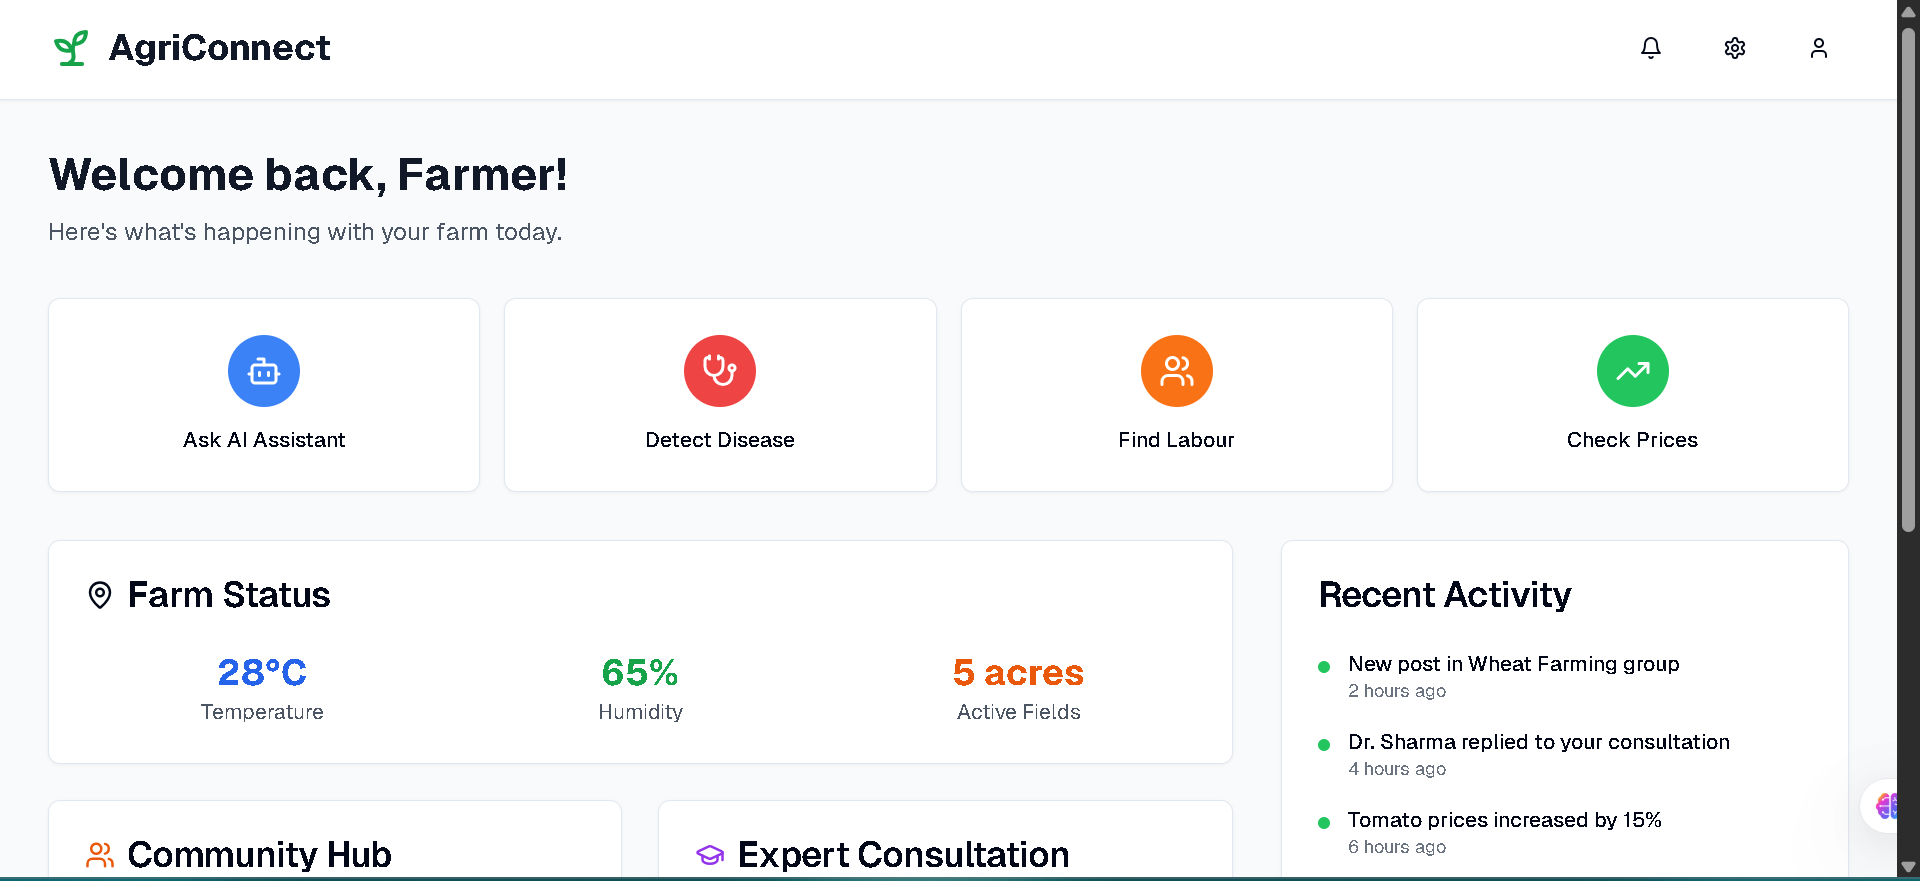 AgriConnect
Welcome back, Farmer!
Here's what's happening with your farm today.
Ask AI Assistant
Detect Disease
Find Labour
Check Prices
Farm Status
28°C
Temperature
65%
Humidity
5 acres
Active Fields
Recent Activity
New post in Wheat Farming group
2 hours ago
Dr. Sharma replied to your consultation
4 hours ago
Tomato prices increased by 15%
6 hours ago
Community Hub
Expert Consultation